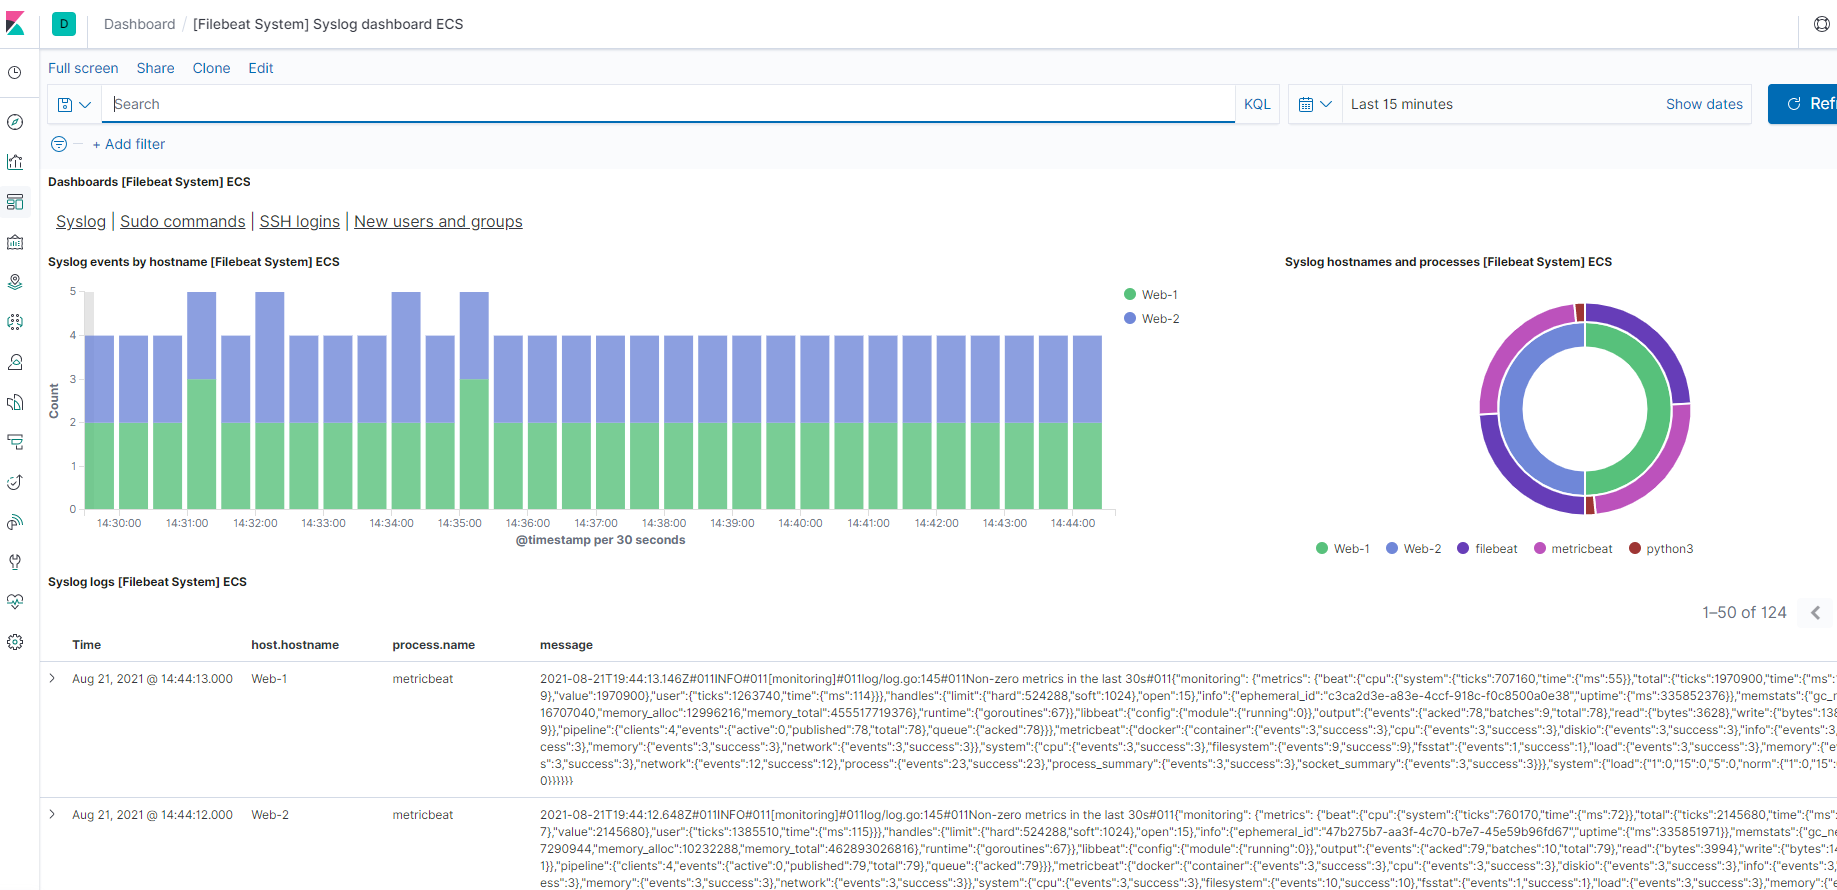 D Dashboard / [Filebeat System] Syslog dashboard ECS
Full screen Share Clone Edit
Search KQL Last 15 minutes Show dates Refr
+ Add filter
Dashboards [Filebeat System] ECS
Syslog | Sudo commands | SSH logins | New users and groups
Syslog events by hostname [Filebeat System] ECS
5
4
3
2
1
0
Count
14:30:00 14:31:00 14:32:00 14:33:00 14:34:00 14:35:00 14:36:00 14:37:00 14:38:00 14:39:00 14:40:00 14:41:00 14:42:00 14:43:00 14:44:00
@timestamp per 30 seconds
Web-1
Web-2
Syslog hostnames and processes [Filebeat System] ECS
Web-1 Web-2 filebeat metricbeat python3
Syslog logs [Filebeat System] ECS
1–50 of 124
Time host.hostname process.name message
Aug 21, 2021 @ 14:44:13.000 Web-1 metricbeat 2021-08-21T19:44:13.146Z#011INFO#011[monitoring]#011log/log.go:145#011Non-zero metrics in the last 30s#011{"monitoring": {"metrics": {"beat":{"cpu":{"system":{"ticks":707160,"time":{"ms":55}},"total":{"ticks":1970900,"time":{"ms":
9},"value":1970900},"user":{"ticks":1263740,"time":{"ms":114}}},"handles":{"limit":{"hard":524288,"soft":1024},"open":15},"info":{"ephemeral_id":"c3ca2d3e-a83e-4ccf-918c-f0c8500a0e38","uptime":{"ms":335852376}},"memstats":{"gc_n
16707040,"memory_alloc":12996216,"memory_total":455517719376},"runtime":{"goroutines":67}},"libbeat":{"config":{"module":{"running":0}},"output":{"events":{"acked":78,"batches":9,"total":78},"read":{"bytes":3628},"write":{"bytes":138
9}},"pipeline":{"clients":4,"events":{"active":0,"published":78,"total":78},"queue":{"acked":78}}},"metricbeat":{"docker":{"container":{"events":3,"success":3},"cpu":{"events":3,"success":3},"diskio":{"events":3,"success":3},"info":{"events":3,
cess":3},"memory":{"events":3,"success":3},"network":{"events":3,"success":3}},"system":{"cpu":{"events":3,"success":3},"filesystem":{"events":9,"success":9},"fsstat":{"events":1,"success":1},"load":{"events":3,"success":3},"memory":{"e
s":3,"success":3},"network":{"events":12,"success":12},"process":{"events":23,"success":23},"process_summary":{"events":3,"success":3},"socket_summary":{"events":3,"success":3}}},"system":{"load":{"1":0,"15":0,"5":0,"norm":{"1":0,"15":
0}}}}}}
Aug 21, 2021 @ 14:44:12.000 Web-2 metricbeat 2021-08-21T19:44:12.648Z#011INFO#011[monitoring]#011log/log.go:145#011Non-zero metrics in the last 30s#011{"monitoring": {"metrics": {"beat":{"cpu":{"system":{"ticks":760170,"time":{"ms":72}},"total":{"ticks":2145680,"time":{"ms"
7},"value":2145680},"user":{"ticks":1385510,"time":{"ms":115}}},"handles":{"limit":{"hard":524288,"soft":1024},"open":15},"info":{"ephemeral_id":"47b275b7-aa3f-4c70-b7e7-45e59b96fd67","uptime":{"ms":335851971}},"memstats":{"gc_ne
7290944,"memory_alloc":10232288,"memory_total":462893026816},"runtime":{"goroutines":67}},"libbeat":{"config":{"module":{"running":0}},"output":{"events":{"acked":79,"batches":10,"total":79},"read":{"bytes":3994},"write":{"bytes":14
1}},"pipeline":{"clients":4,"events":{"active":0,"published":79,"total":79},"queue":{"acked":79}}},"metricbeat":{"docker":{"container":{"events":3,"success":3},"cpu":{"events":3,"success":3},"diskio":{"events":3,"success":3},"info":{"events":3
ess":3},"memory":{"events":3,"success":3},"network":{"events":3,"success":3}},"system":{"cpu":{"events":3,"success":3},"filesystem":{"events":10,"success":10},"fsstat":{"events":1,"success":1},"load":{"events":3,"success":3},"memory":{"